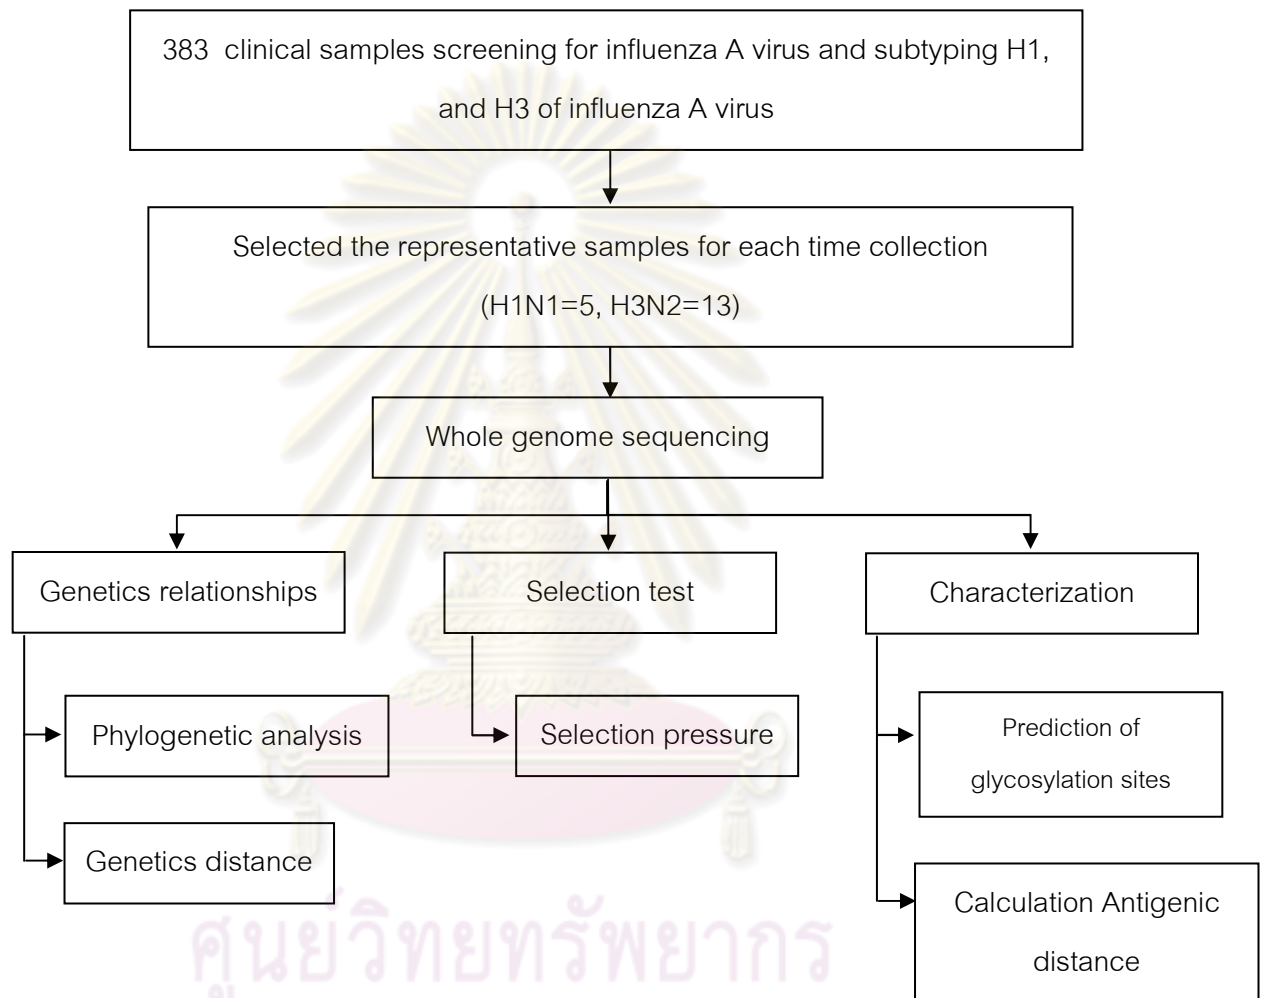 383 clinical samples screening for influenza A virus and subtyping H1,
and H3 of influenza A virus
Selected the representative samples for each time collection
(H1N1=5, H3N2=13)
Whole genome sequencing
Genetics relationships
Selection test
Characterization
Phylogenetic analysis
Selection pressure
Prediction of
glycosylation sites
Genetics distance
Calculation Antigenic
distance
ศูนย์วิทยทรัพยากร